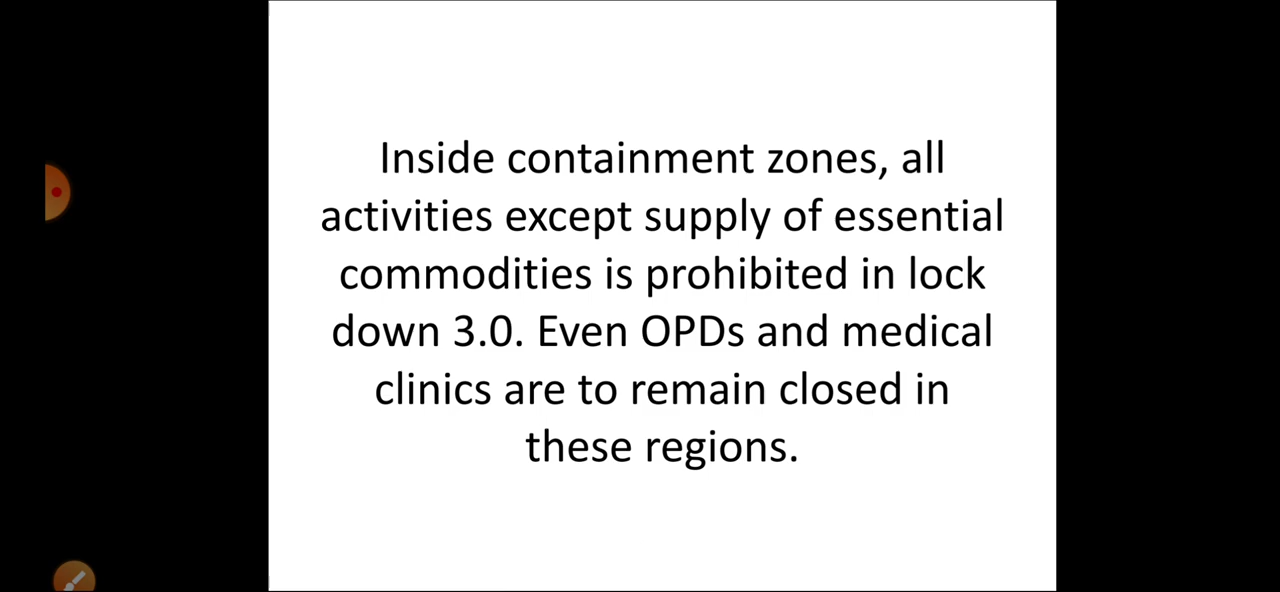 Inside containment zones, all
activities except supply of essential
commodities is prohibited in lock
down 3.0. Even OPDs and medical
clinics are to remain closed in
these regions.